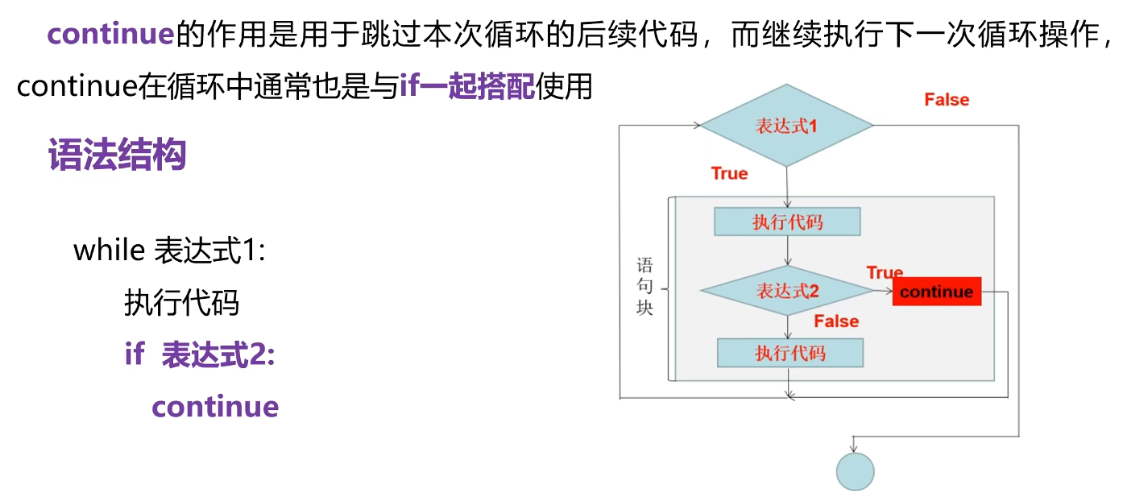 continue的作用是用于跳过本次循环的后续代码，而继续执行下一次循环操作，
continue在循环中通常也是与if一起搭配使用
语法结构
while 表达式1:
执行代码
if 表达式2:
continue
False
表达式1
True
执行代码
语句块
True
表达式2
continue
False
执行代码